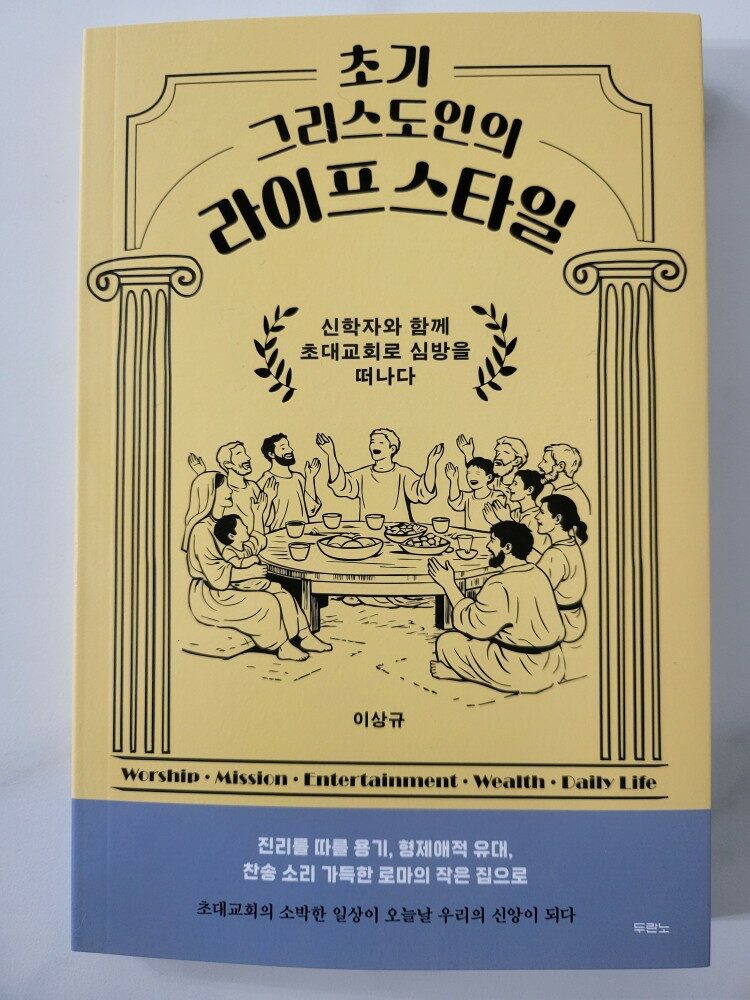 초기
그리스도인의
라이프 스타일
신학자와 함께
초대교회로 심방을
떠나다
이상규
Worship • Mission • Entertainment • Wealth • Daily Life
진리를 따를 용기, 형제애적 유대,
찬송 소리 가득한 로마의 작은 집으로
초대교회의 소박한 일상이 오늘날 우리의 신앙이 되다
두란노